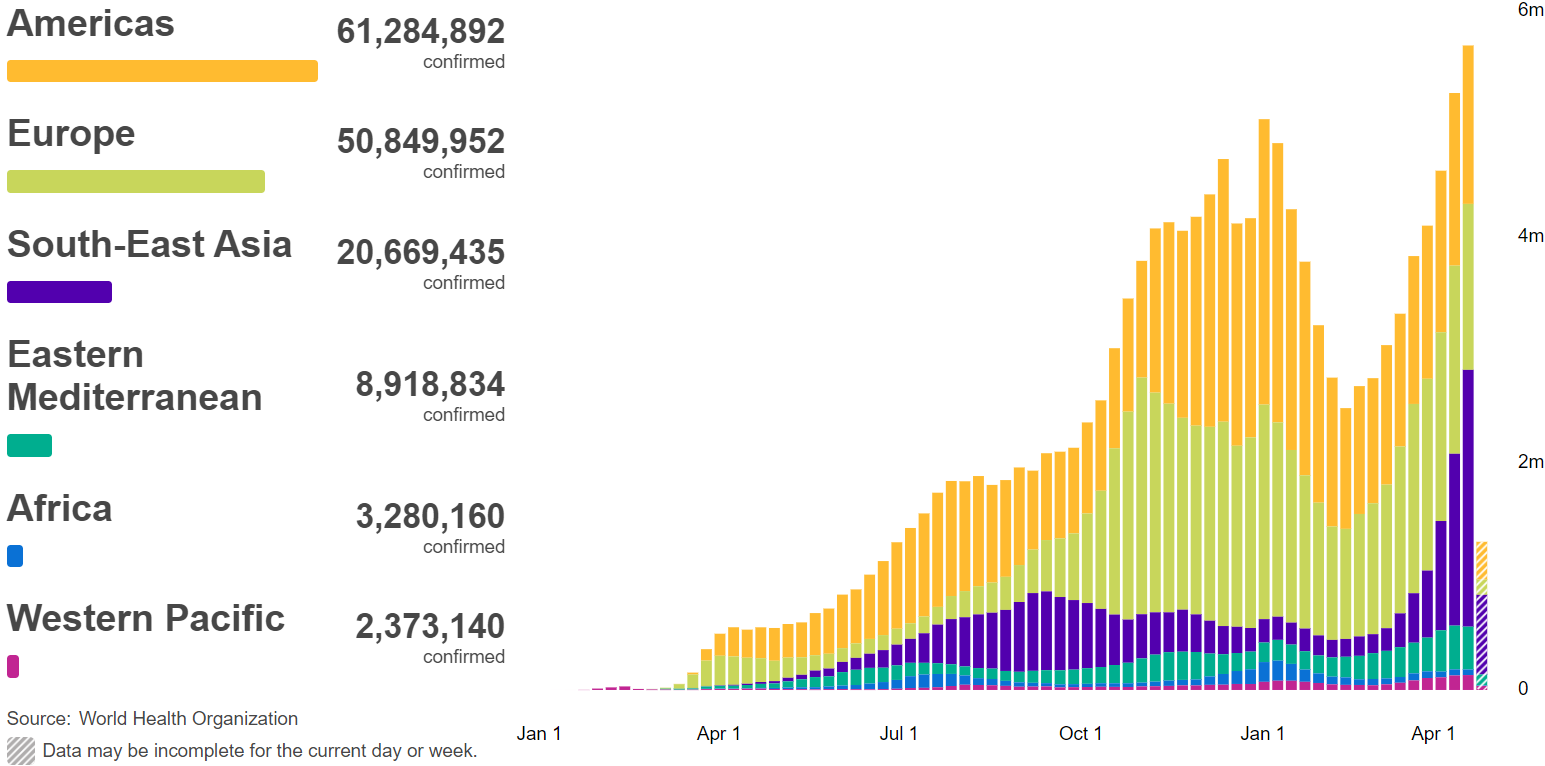 Americas
61,284,892
confirmed
Europe
50,849,952
confirmed
South-East Asia
20,669,435
confirmed
Eastern
Mediterranean
8,918,834
confirmed
Africa
3,280,160
confirmed
Western Pacific
2,373,140
confirmed
Source: World Health Organization
Data may be incomplete for the current day or week.
6m
4m
2m
0
Jan 1
Apr 1
Jul 1
Oct 1
Jan 1
Apr 1